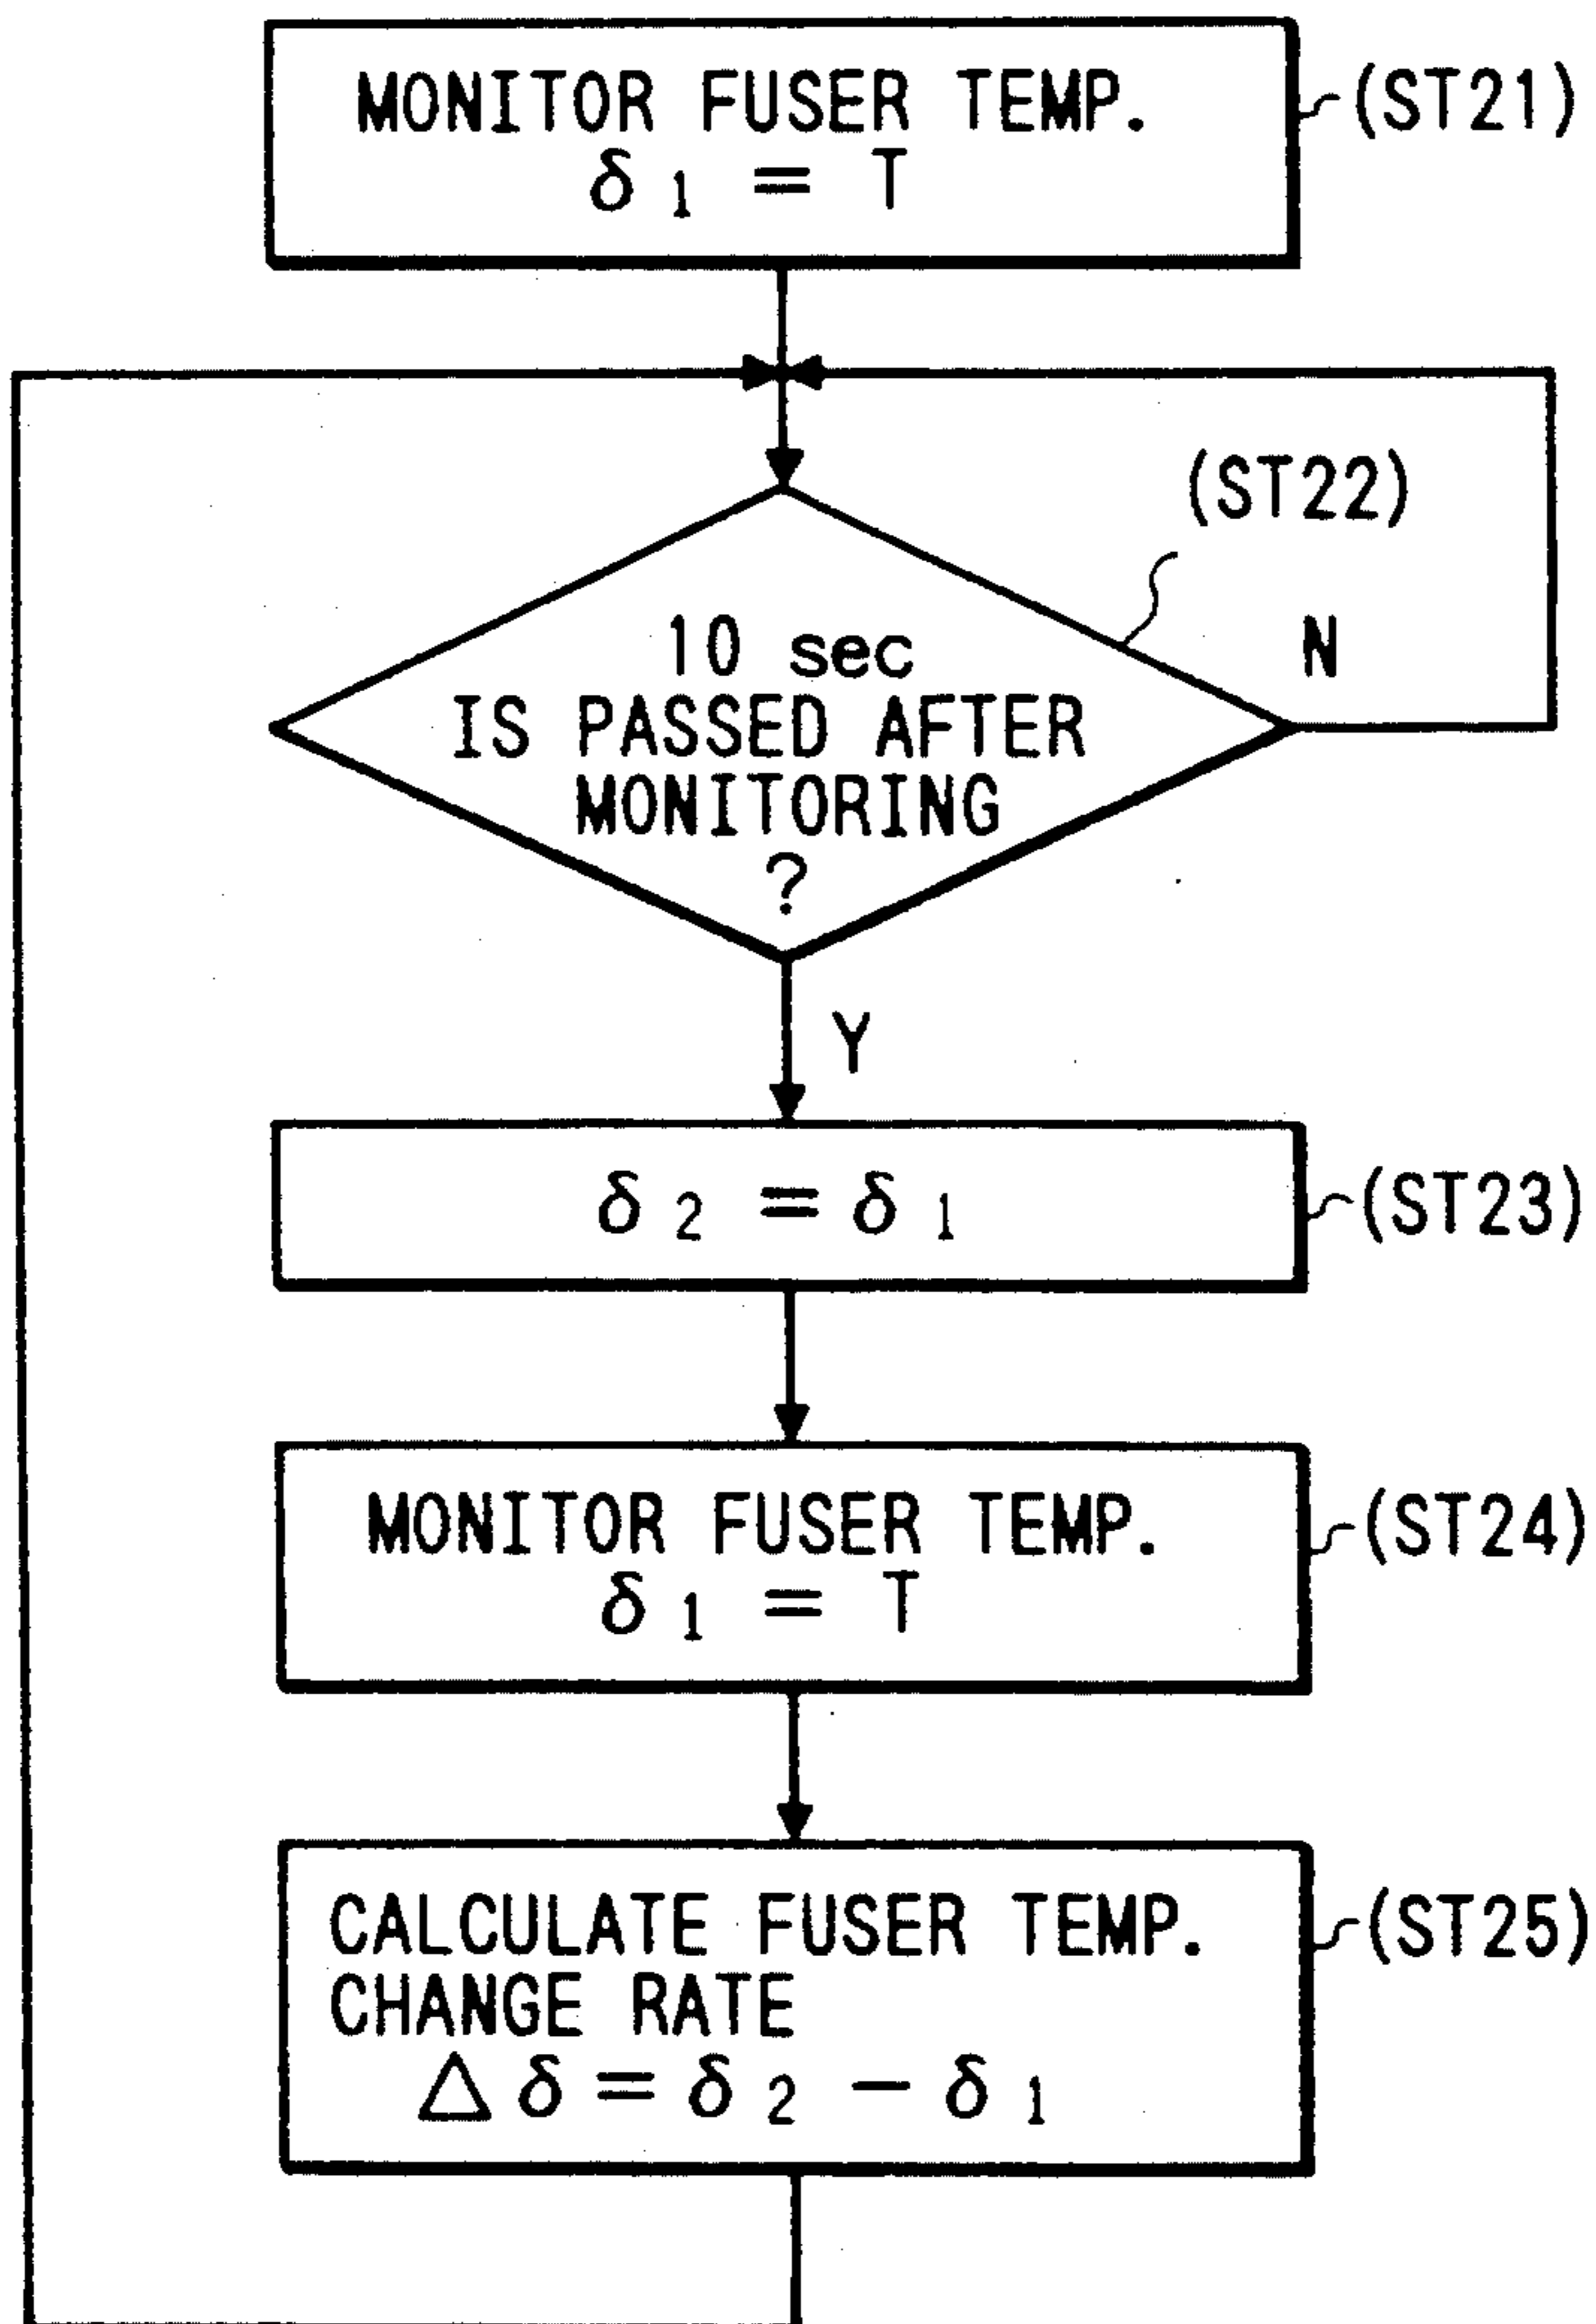 MONITOR FUSER TEMP.
δ 1 = T
(ST21)
(ST22)
10 sec
IS PASSED AFTER
MONITORING
?
N
Y
δ 2 = δ 1
(ST23)
MONITOR FUSER TEMP.
δ 1 = T
(ST24)
CALCULATE FUSER TEMP.
CHANGE RATE
△ δ = δ 2 - δ 1
(ST25)